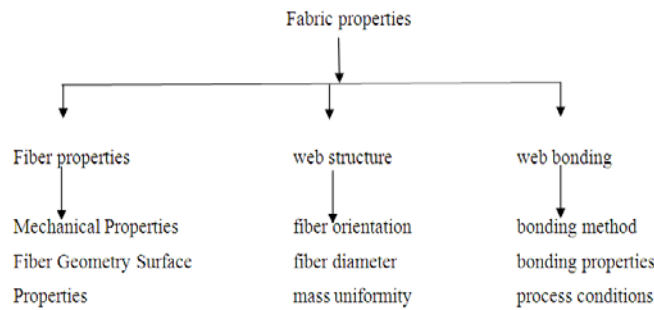 Fabric properties
Fiber properties
web structure
web bonding
Mechanical Properties
fiber orientation
bonding method
Fiber Geometry Surface
fiber diameter
bonding properties
Properties
mass uniformity
process conditions